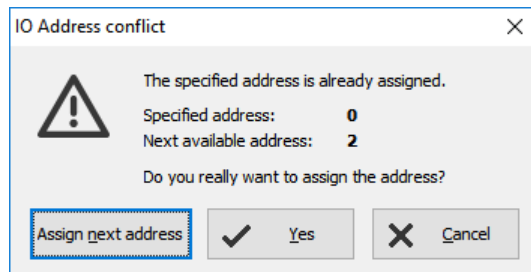 IO Address conflict
The specified address is already assigned.
Specified address: 0
Next available address: 2
Do you really want to assign the address?
Assign next address
Yes
Cancel